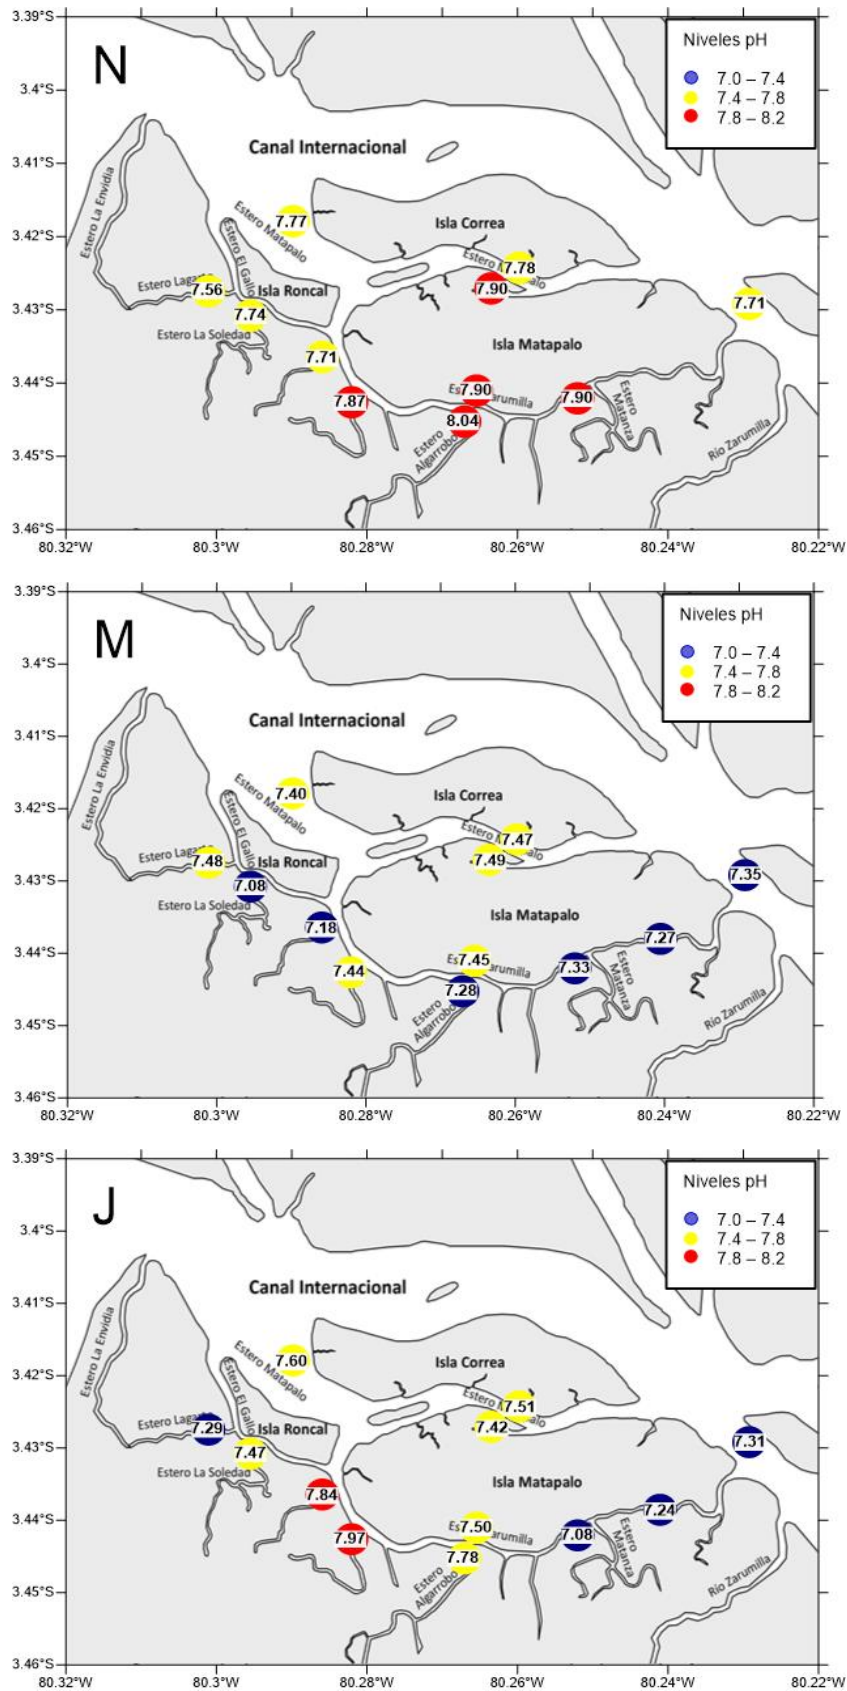 3.39°S
N
Niveles pH
7.0 – 7.4
7.4 – 7.8
7.8 – 8.2
3.4°S
Canal Internacional
3.41°S
Estero La Envidia
7.77
Estero Matapalo
Isla Correa
3.42°S
Estero El Gallo
7.78
Estero
Estero
7.56
Isla Roncal
7.90
7.71
3.43°S
7.74
Estero La Soledad
Isla Matapalo
7.71
3.44°S
7.87
7.90
7.90
8.04
Estero Matanza
Estero Algarrobo
Río Zarumilla
3.45°S
3.46°S
80.32°W 80.3°W 80.28°W 80.26°W 80.24°W 80.22°W
3.39°S
M
Niveles pH
7.0 – 7.4
7.4 – 7.8
7.8 – 8.2
3.4°S
Canal Internacional
3.41°S
Estero La Envidia
7.40
Estero Matapalo
Isla Correa
3.42°S
Estero El Gallo
7.47
Estero
Estero
7.48
Isla Roncal
7.49
7.35
3.43°S
7.08
Estero La Soledad
Isla Matapalo
7.18
7.27
3.44°S
7.44
7.45
7.33
7.28
Estero Matanza
Estero Algarrobo
Río Zarumilla
3.45°S
3.46°S
80.32°W 80.3°W 80.28°W 80.26°W 80.24°W 80.22°W
3.39°S
J
Niveles pH
7.0 – 7.4
7.4 – 7.8
7.8 – 8.2
3.4°S
Canal Internacional
3.41°S
Estero La Envidia
7.60
Estero Matapalo
Isla Correa
3.42°S
Estero El Gallo
7.51
Estero
Estero
7.29
Isla Roncal
7.42
7.31
3.43°S
7.47
Estero La Soledad
Isla Matapalo
7.84
7.24
3.44°S
7.97
7.50
7.08
7.78
Estero Matanza
Estero Algarrobo
Río Zarumilla
3.45°S
3.46°S
80.32°W 80.3°W 80.28°W 80.26°W 80.24°W 80.22°W